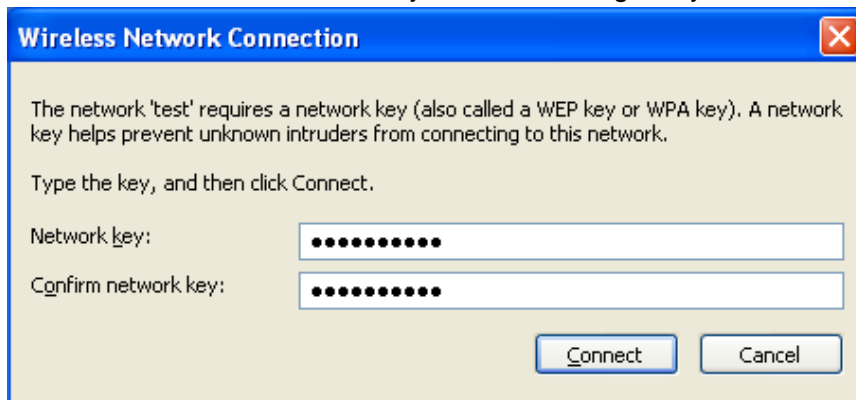 Wireless Network Connection
The network 'test' requires a network key (also called a WEP key or WPA key). A network
key helps prevent unknown intruders from connecting to this network.
Type the key, and then click Connect.
Network key: ●●●●●●●●●●
Confirm network key: ●●●●●●●●●●
Connect Cancel